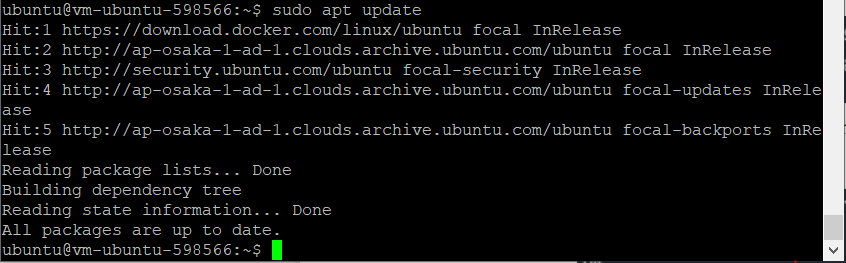 ubuntu@vm-ubuntu-598566:~$ sudo apt update
Hit:1 https://download.docker.com/linux/ubuntu focal InRelease
Hit:2 http://ap-osaka-1-ad-1.clouds.archive.ubuntu.com/ubuntu focal InRelease
Hit:3 http://security.ubuntu.com/ubuntu focal-security InRelease
Hit:4 http://ap-osaka-1-ad-1.clouds.archive.ubuntu.com/ubuntu focal-updates InRele
ase
Hit:5 http://ap-osaka-1-ad-1.clouds.archive.ubuntu.com/ubuntu focal-backports InRe
lease
Reading package lists... Done
Building dependency tree
Reading state information... Done
All packages are up to date.
ubuntu@vm-ubuntu-598566:~$